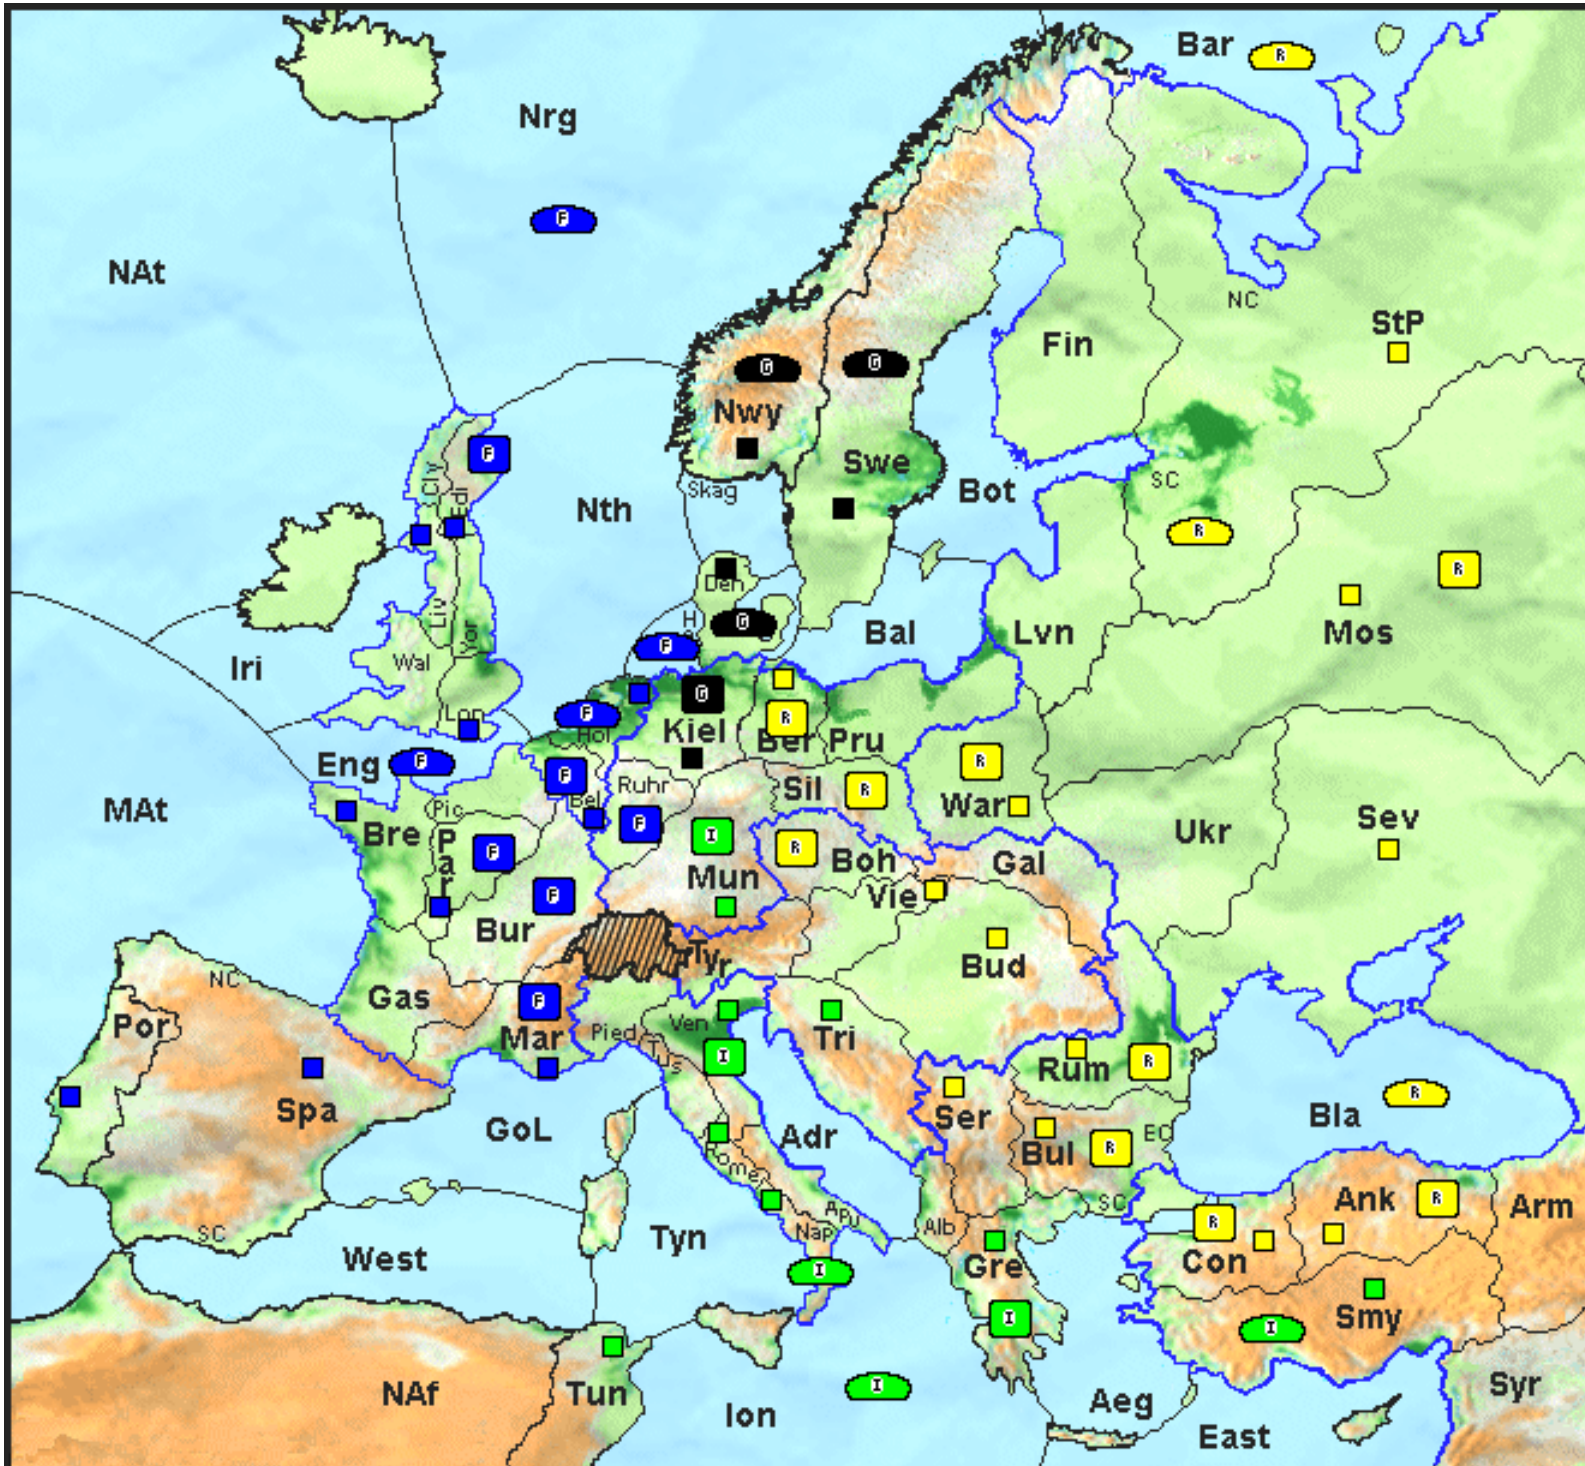 Bar
R
Nrg
F
NAt
NC
StP
Fin
G
G
Nwy
Swe
Cly
Edi
F
Skag
Nth
Bot
SC
R
R
Mos
Den
G
H
F
Bal
Lvn
Liv
Yor
Wal
Iri
Lon
F
Hol
G
Kiel
R
Ber
Pru
Eng
F
F
Bel
Ruhr
Sil
R
R
War
MAt
Pic
Bre
Par
F
F
I
Mun
R
Boh
Gal
Vie
Ukr
Sev
F
Bur
Tyr
Bud
NC
Gas
F
Mar
Por
Pied
Ven
Tus
I
Tri
Rum
R
Spa
GoL
Ser
R
Bla
Adr
Bul
R
EC
Rome
SC
Apu
Nap
Alb
SC
R
Con
Ank
R
Arm
West
Tyn
I
Gre
I
I
Smy
NAf
Tun
I
Ion
Aeg
East
Syr